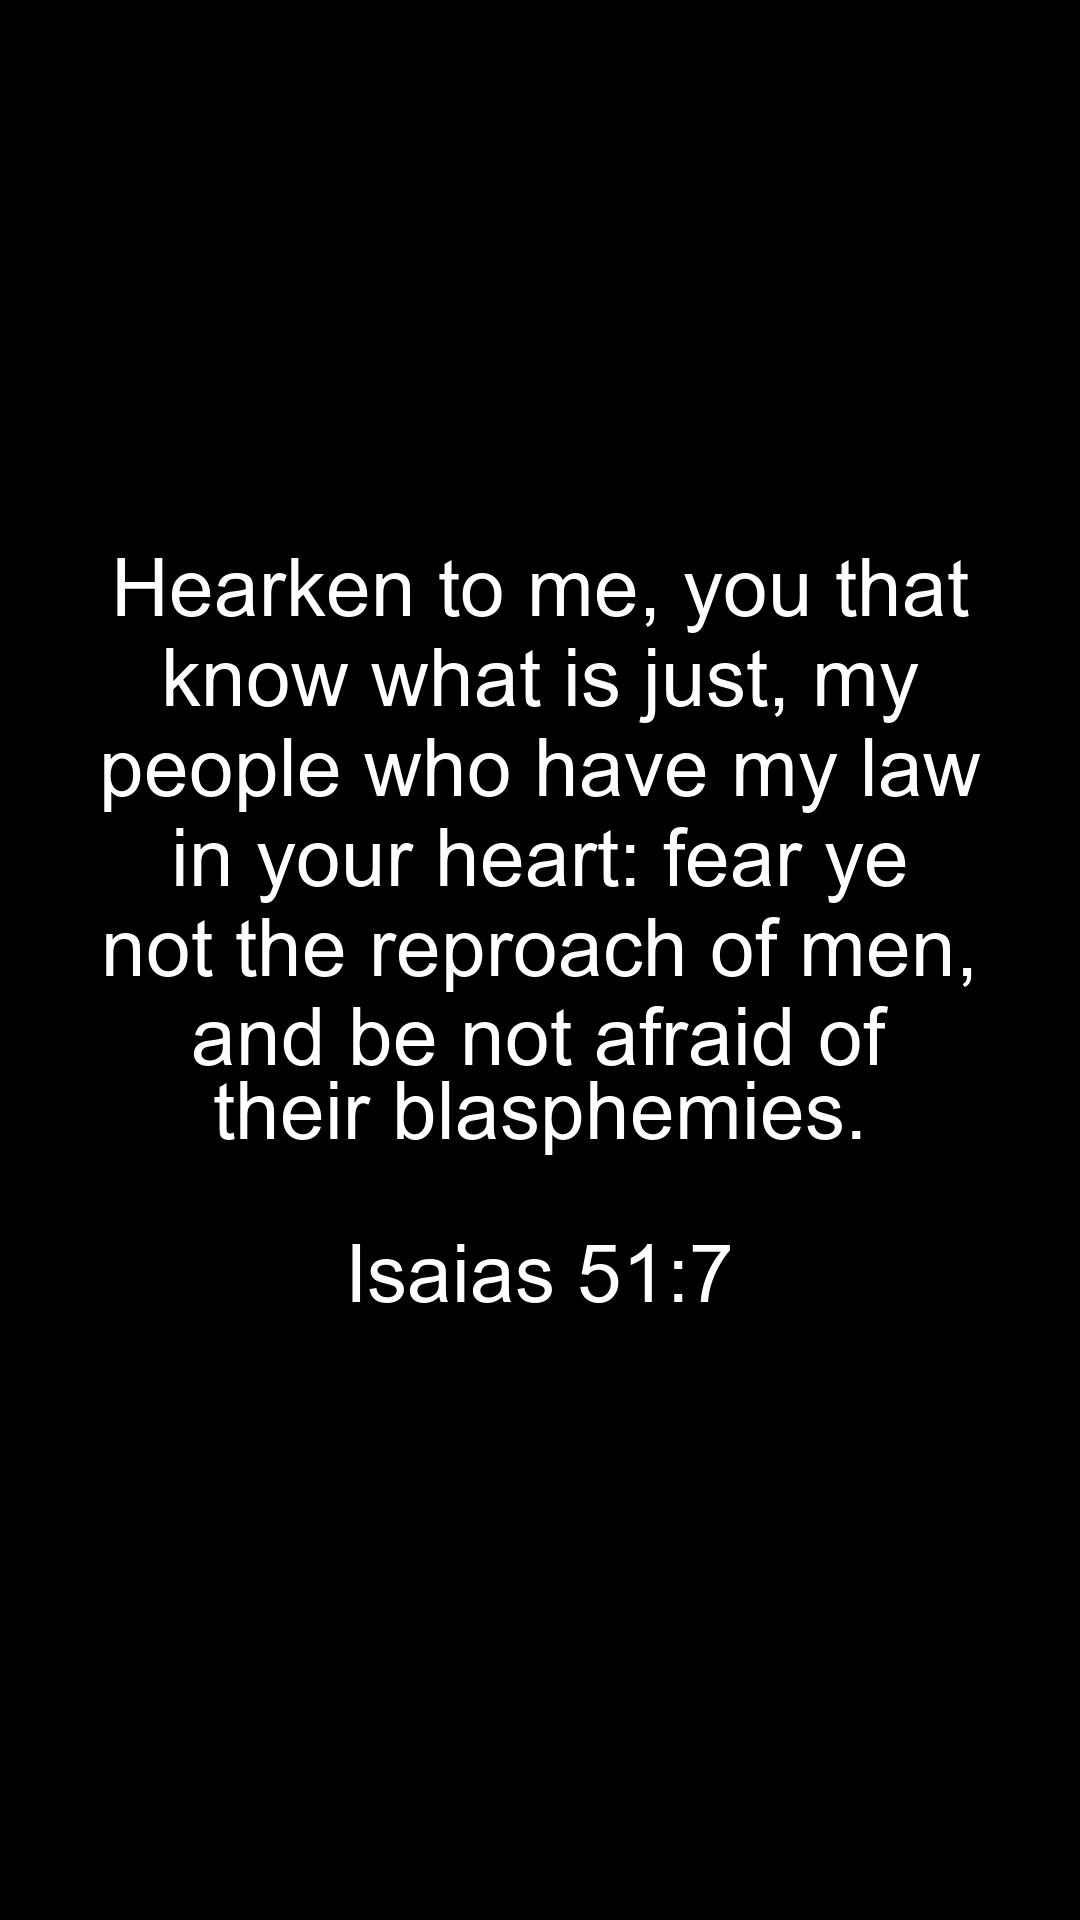 Hearken to me, you that
know what is just, my
people who have my law
in your heart: fear ye
not the reproach of men,
and be not afraid of
their blasphemies.
Isaias 51:7